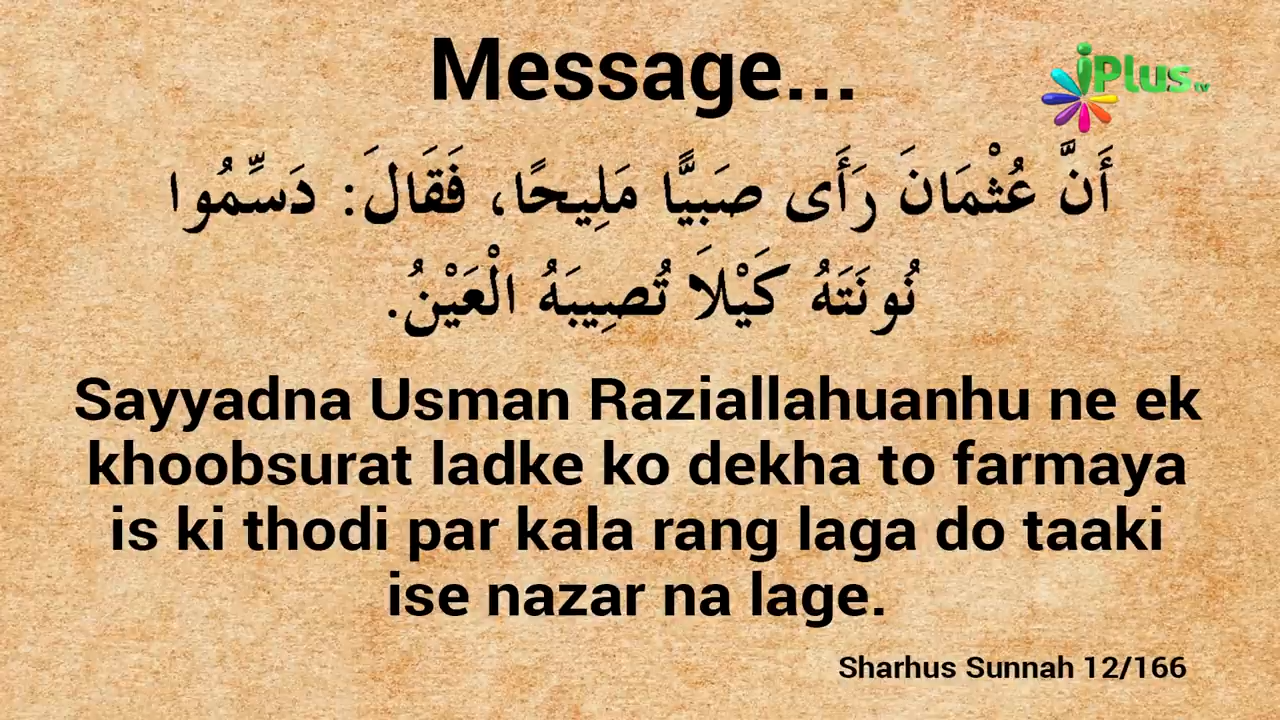 Message...
iPlus tv
أَنَّ عُثْمَانَ رَأَى صَبِيًّا مَلِيحًا، فَقَالَ: دَسِّمُوا
نُونَتَهُ كَيْلَا تُصِيبَهُ الْعَيْنُ.
Sayyadna Usman Raziallahuanhu ne ek
khoobsurat ladke ko dekha to farmaya
is ki thodi par kala rang laga do taaki
ise nazar na lage.
Sharhus Sunnah 12/166